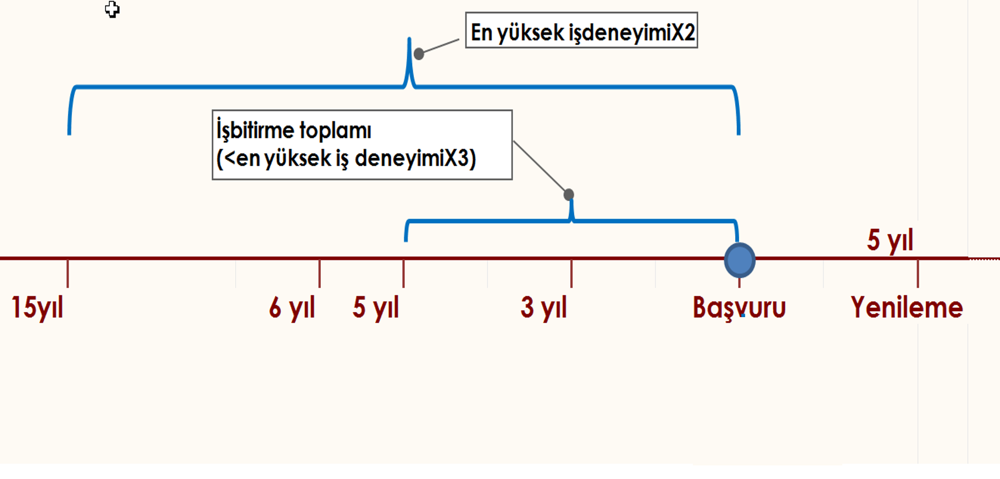 En yüksek işdeneyimiX2
İşbitirme toplamı
(<en yüksek iş deneyimiX3)
5 yıl
15yıl
6 yıl
5 yıl
3 yıl
Başvuru
Yenileme